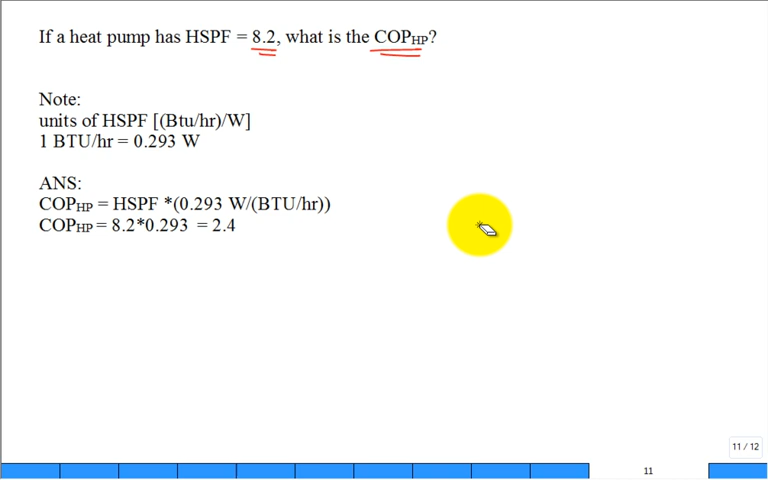 If a heat pump has HSPF = 8.2, what is the COPHP?
Note:
units of HSPF [(Btu/hr)/W]
1 BTU/hr = 0.293 W
ANS:
COPHP = HSPF *(0.293 W/(BTU/hr))
COPHP = 8.2*0.293 = 2.4
11 / 12
11